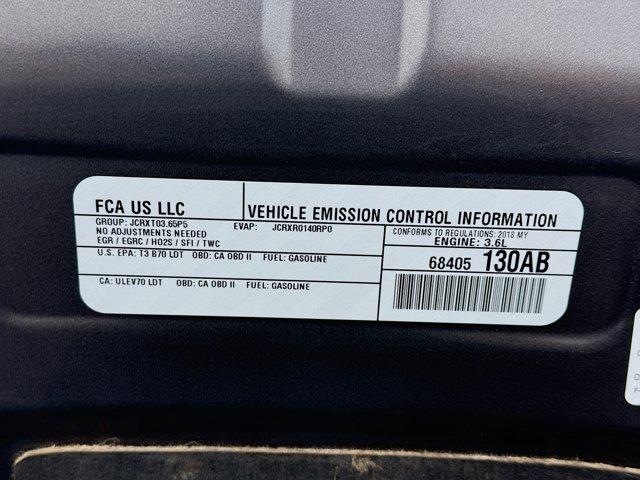 FCA US LLC
VEHICLE EMISSION CONTROL INFORMATION
GROUP: JCRXT03.65P5 EVAP: JCRXR0140RP0
NO ADJUSTMENTS NEEDED
EGR / EGRC / HO2S / SFI / TWC
CONFORMS TO REGULATIONS: 2018 MY
ENGINE: 3.6L
U.S. EPA: T3 B70 LDT OBD: CA OBD II FUEL: GASOLINE
68405 130AB
CA: ULEV70 LDT OBD: CA OBD II FUEL: GASOLINE